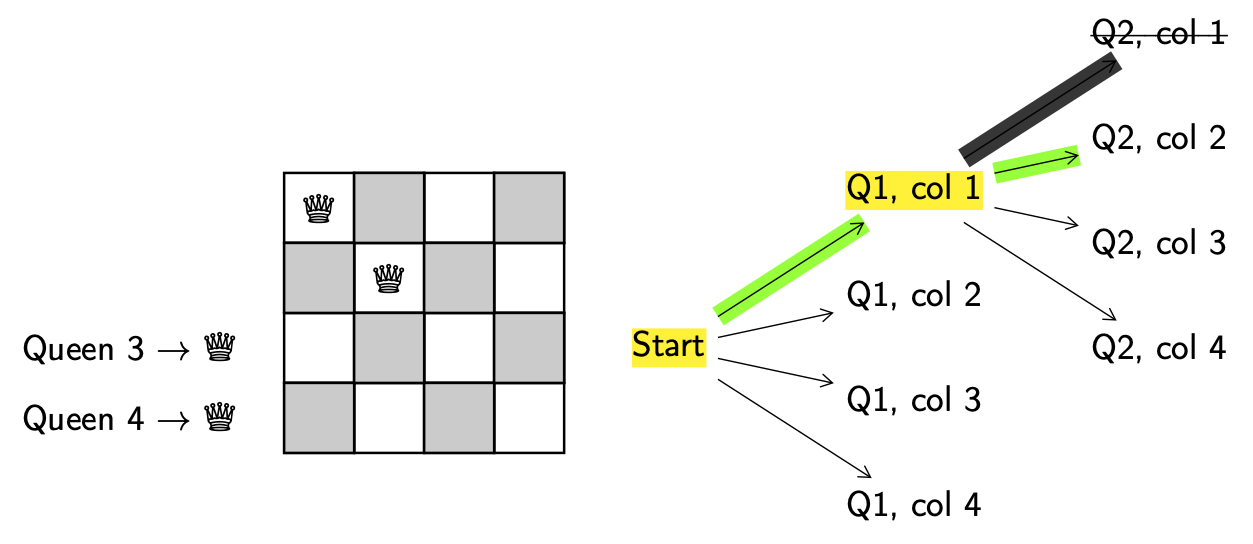 Queen 3 →
Queen 4 →
Start
Q1, col 1
Q1, col 2
Q1, col 3
Q1, col 4
Q2, col 1
Q2, col 2
Q2, col 3
Q2, col 4